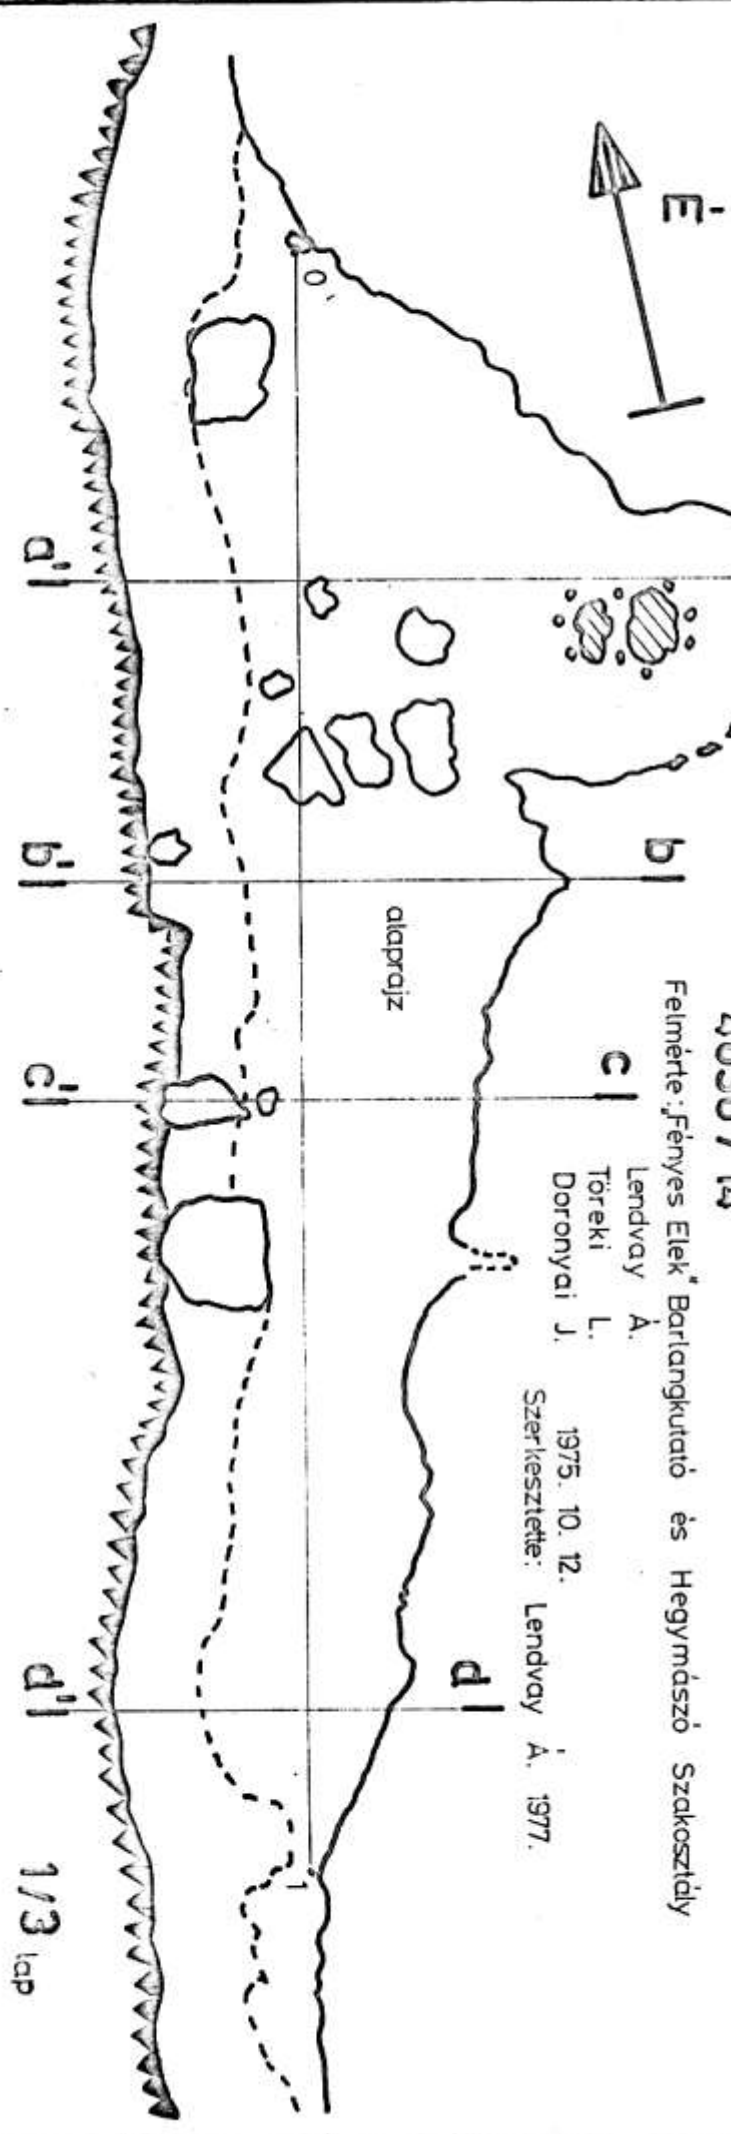 É
Felmérte: „Fényes Elek" Barlangkutató és Hegymászó Szakosztály
Lendvay Á.
Töreki L.
Doronyai J.
1975. 10. 12.
Szerkesztette: Lendvay Á. 1977.
b
c
d
alaprajz
0
1
a'
b'
c'
d'
1/3 lap